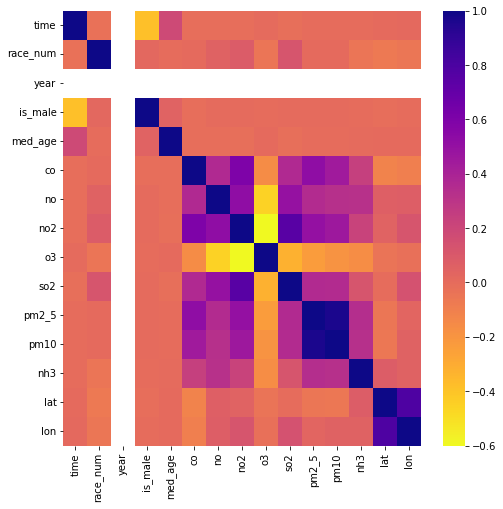 time
race_num
year
is_male
med_age
co
no
no2
o3
so2
pm2_5
pm10
nh3
lat
lon
time
race_num
year
is_male
med_age
co
no
no2
o3
so2
pm2_5
pm10
nh3
lat
lon
1.0
0.8
0.6
0.4
0.2
0.0
−0.2
−0.4
−0.6